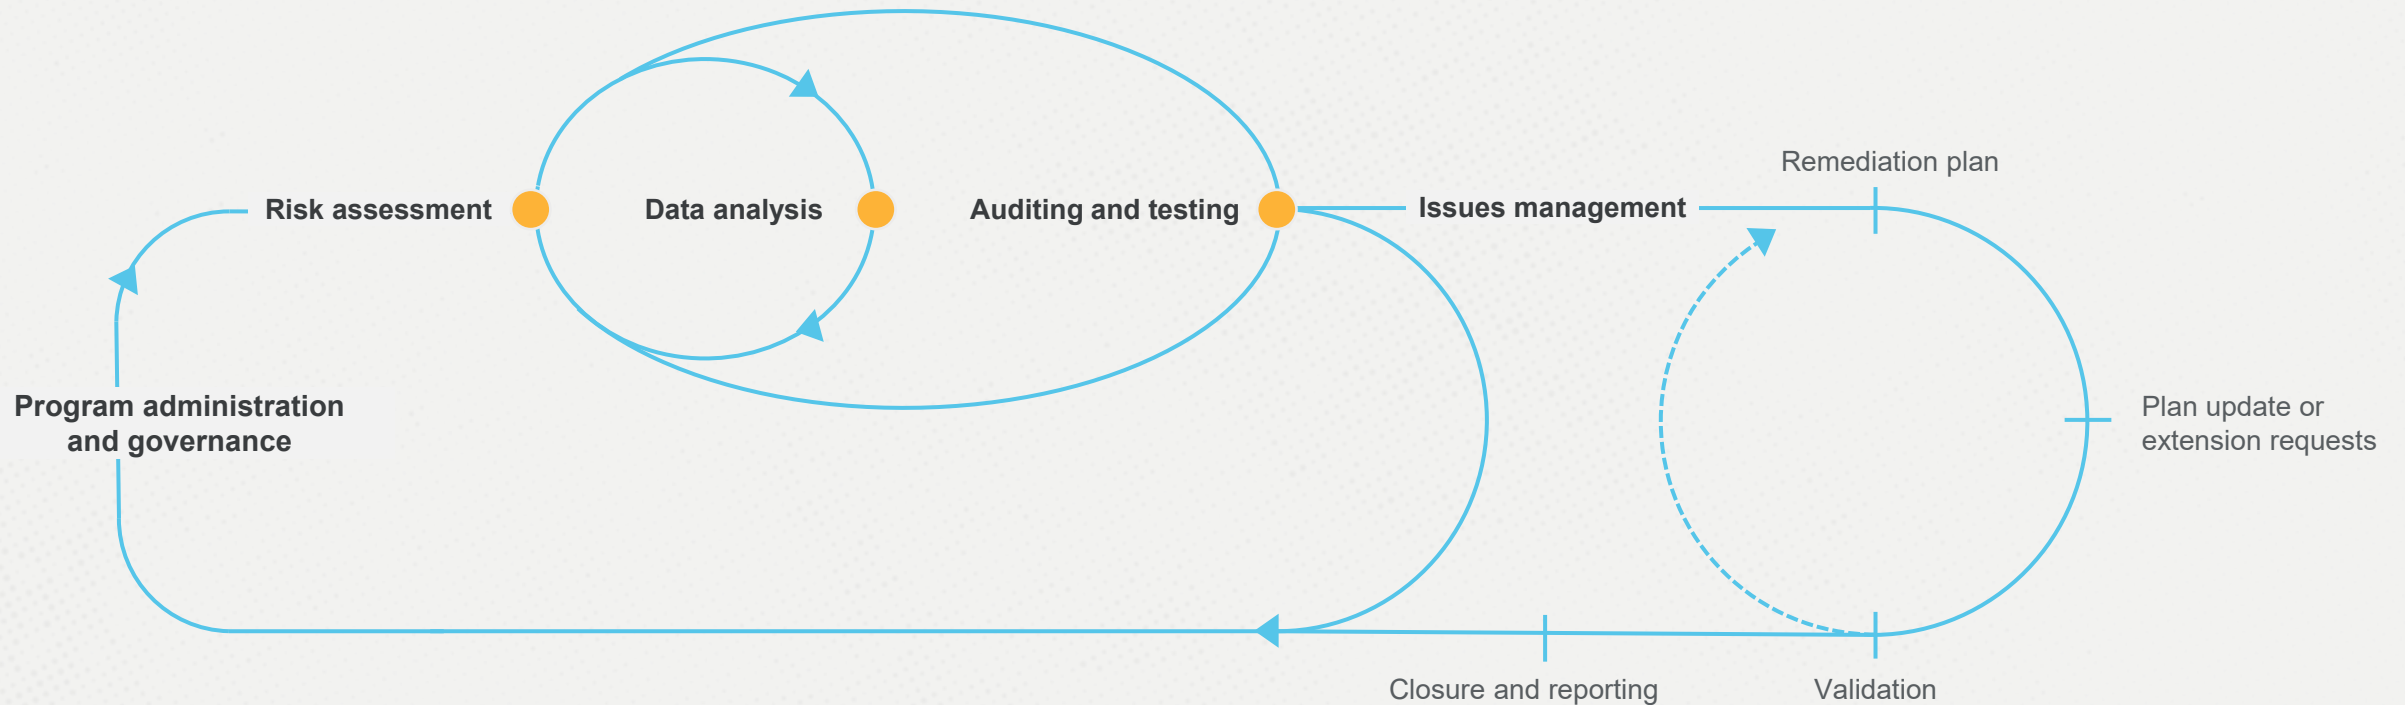 Remediation plan
Risk assessment
Data analysis
Auditing and testing
Issues management
Program administration
and governance
Plan update or
extension requests
Closure and reporting
Validation